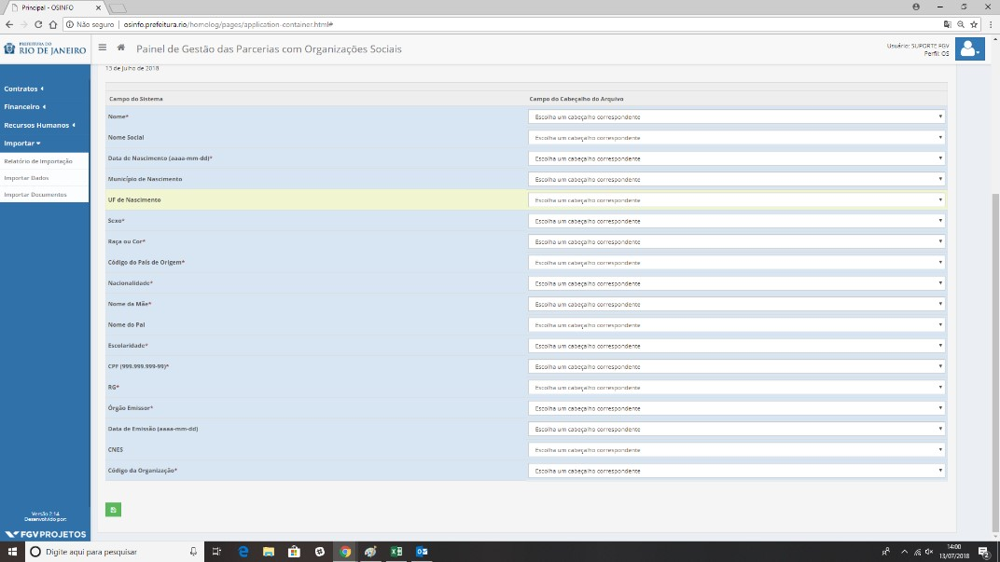 Principal - OSINFO
Não seguro | osinfo.prefeitura.rio/homolog/pages/application-container.html#
PREFEITURA DO
RIO DE JANEIRO
Painel de Gestão das Parcerias com Organizações Sociais
Usuário: SUPORTE FGV
Perfil: OS
13 de Julho de 2018
Contratos
Financeiro
Recursos Humanos
Importar
Relatório de Importação
Importar Dados
Importar Documentos
Campo do Sistema Campo do Cabeçalho do Arquivo
Nome* Escolha um cabeçalho correspondente
Nome Social Escolha um cabeçalho correspondente
Data de Nascimento (aaaa-mm-dd)* Escolha um cabeçalho correspondente
Município de Nascimento Escolha um cabeçalho correspondente
UF de Nascimento Escolha um cabeçalho correspondente
Sexo* Escolha um cabeçalho correspondente
Raça ou Cor* Escolha um cabeçalho correspondente
Código do País de Origem* Escolha um cabeçalho correspondente
Nacionalidade* Escolha um cabeçalho correspondente
Nome da Mãe* Escolha um cabeçalho correspondente
Nome do Pai Escolha um cabeçalho correspondente
Escolaridade* Escolha um cabeçalho correspondente
CPF (999.999.999-99)* Escolha um cabeçalho correspondente
RG* Escolha um cabeçalho correspondente
Órgão Emissor* Escolha um cabeçalho correspondente
Data de Emissão (aaaa-mm-dd) Escolha um cabeçalho correspondente
CNES Escolha um cabeçalho correspondente
Código da Organização* Escolha um cabeçalho correspondente
Versão 2.14
Desenvolvido por:
FGV PROJETOS
Digite aqui para pesquisar
14:00
13/07/2018
2